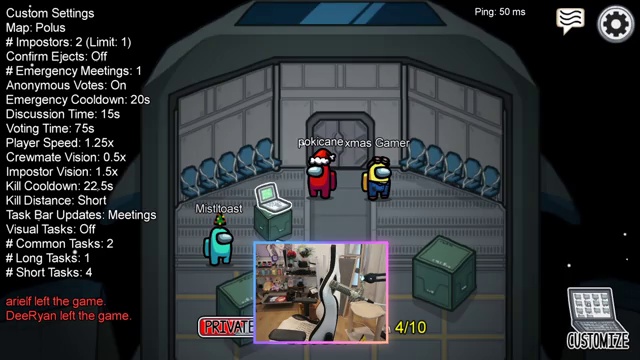 Custom Settings
Map: Polus
# Impostors: 2 (Limit: 1)
Confirm Ejects: Off
# Emergency Meetings: 1
Anonymous Votes: On
Emergency Cooldown: 20s
Discussion Time: 15s
Voting Time: 75s
Player Speed: 1.25x
Crewmate Vision: 0.5x
Impostor Vision: 1.5x
Kill Cooldown: 22.5s
Kill Distance: Short
Task Bar Updates: Meetings
Visual Tasks: Off
# Common Tasks: 2
# Long Tasks: 1
# Short Tasks: 4
arielf left the game.
DeeRyan left the game.
Ping: 50 ms
pokicane
xmas Gamer
Mistltoast
PRIVATE
4/10
CUSTOMIZE